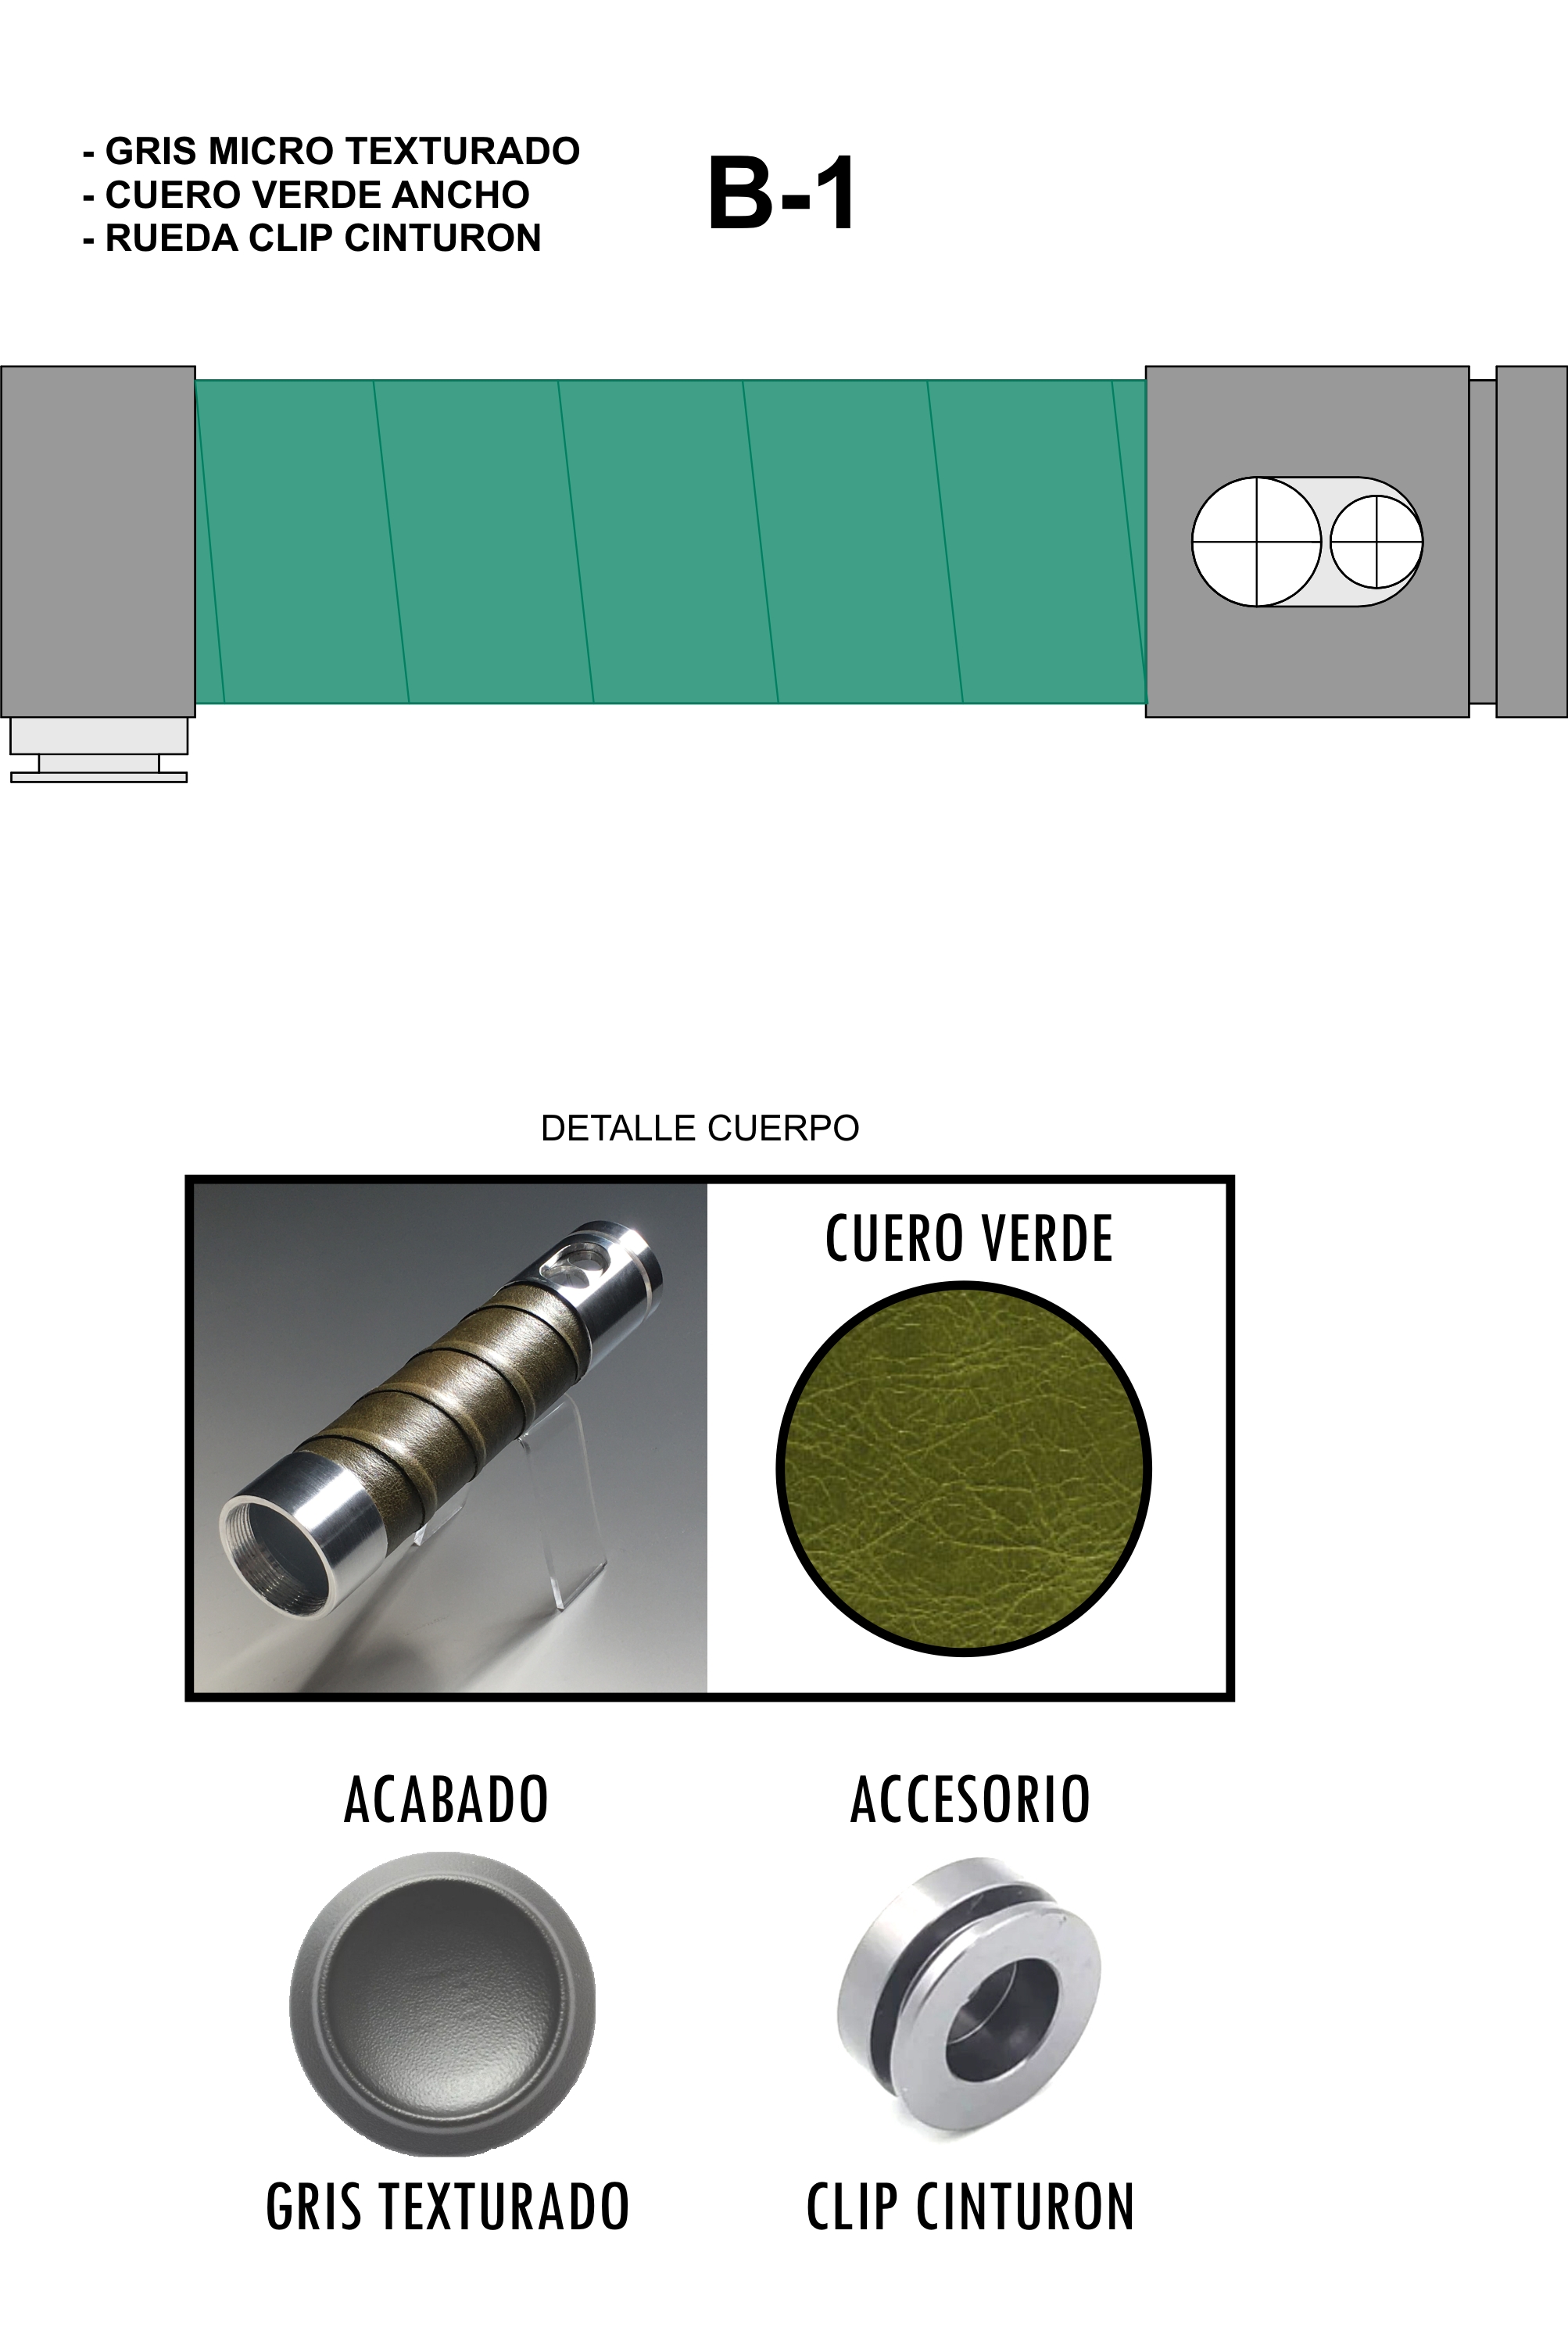 - GRIS MICRO TEXTURADO
- CUERO VERDE ANCHO
- RUEDA CLIP CINTURON
B-1
DETALLE CUERPO
CUERO VERDE
ACABADO
ACCESORIO
GRIS TEXTURADO
CLIP CINTURON